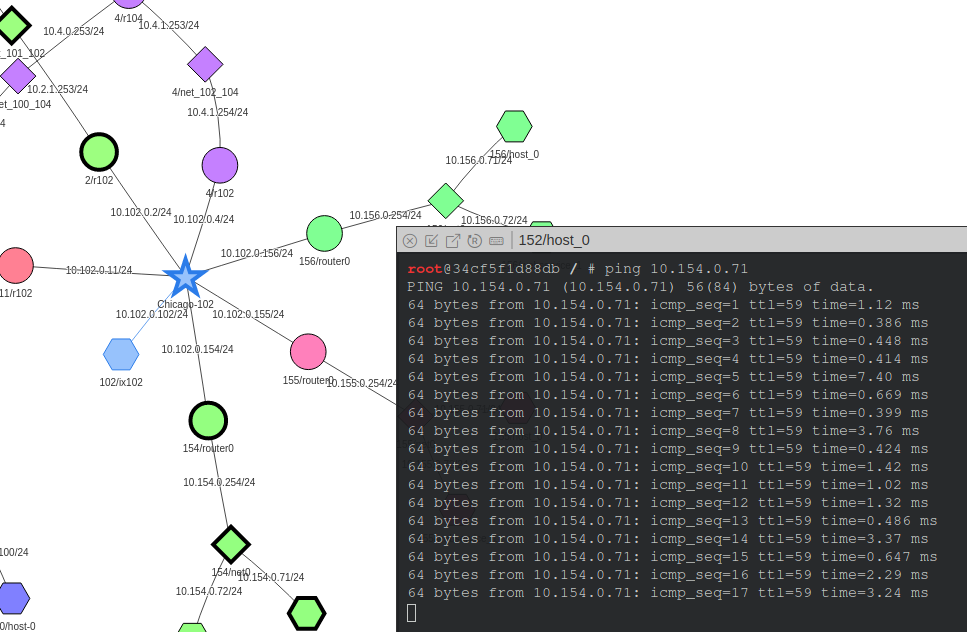 4/r104
10.4.0.253/24
10.4.1.253/24
_101_102
10.2.1.253/24
4/net_102_104
et_100_104
10.4.1.254/24
4
2/r102
4/r102
10.102.0.2/24
10.102.0.4/24
156/host_0
10.156.0.71/24
10.156.0.254/24
10.156.0.72/24
10.102.0.156/24
156/router0
11/r102
10.102.0.11/24
Chicago-102
10.102.0.102/24
10.102.0.155/24
10.102.0.154/24
102/ix102
155/router0
10.155.0.254/24
154/router0
10.154.0.254/24
100/24
154/net0
10.154.0.71/24
10.154.0.72/24
0/host-0
152/host_0
root@34cf5f1d88db / # ping 10.154.0.71
PING 10.154.0.71 (10.154.0.71) 56(84) bytes of data.
64 bytes from 10.154.0.71: icmp_seq=1 ttl=59 time=1.12 ms
64 bytes from 10.154.0.71: icmp_seq=2 ttl=59 time=0.386 ms
64 bytes from 10.154.0.71: icmp_seq=3 ttl=59 time=0.448 ms
64 bytes from 10.154.0.71: icmp_seq=4 ttl=59 time=0.414 ms
64 bytes from 10.154.0.71: icmp_seq=5 ttl=59 time=7.40 ms
64 bytes from 10.154.0.71: icmp_seq=6 ttl=59 time=0.669 ms
64 bytes from 10.154.0.71: icmp_seq=7 ttl=59 time=0.399 ms
64 bytes from 10.154.0.71: icmp_seq=8 ttl=59 time=3.76 ms
64 bytes from 10.154.0.71: icmp_seq=9 ttl=59 time=0.424 ms
64 bytes from 10.154.0.71: icmp_seq=10 ttl=59 time=1.42 ms
64 bytes from 10.154.0.71: icmp_seq=11 ttl=59 time=1.02 ms
64 bytes from 10.154.0.71: icmp_seq=12 ttl=59 time=1.32 ms
64 bytes from 10.154.0.71: icmp_seq=13 ttl=59 time=0.486 ms
64 bytes from 10.154.0.71: icmp_seq=14 ttl=59 time=3.37 ms
64 bytes from 10.154.0.71: icmp_seq=15 ttl=59 time=0.647 ms
64 bytes from 10.154.0.71: icmp_seq=16 ttl=59 time=2.29 ms
64 bytes from 10.154.0.71: icmp_seq=17 ttl=59 time=3.24 ms